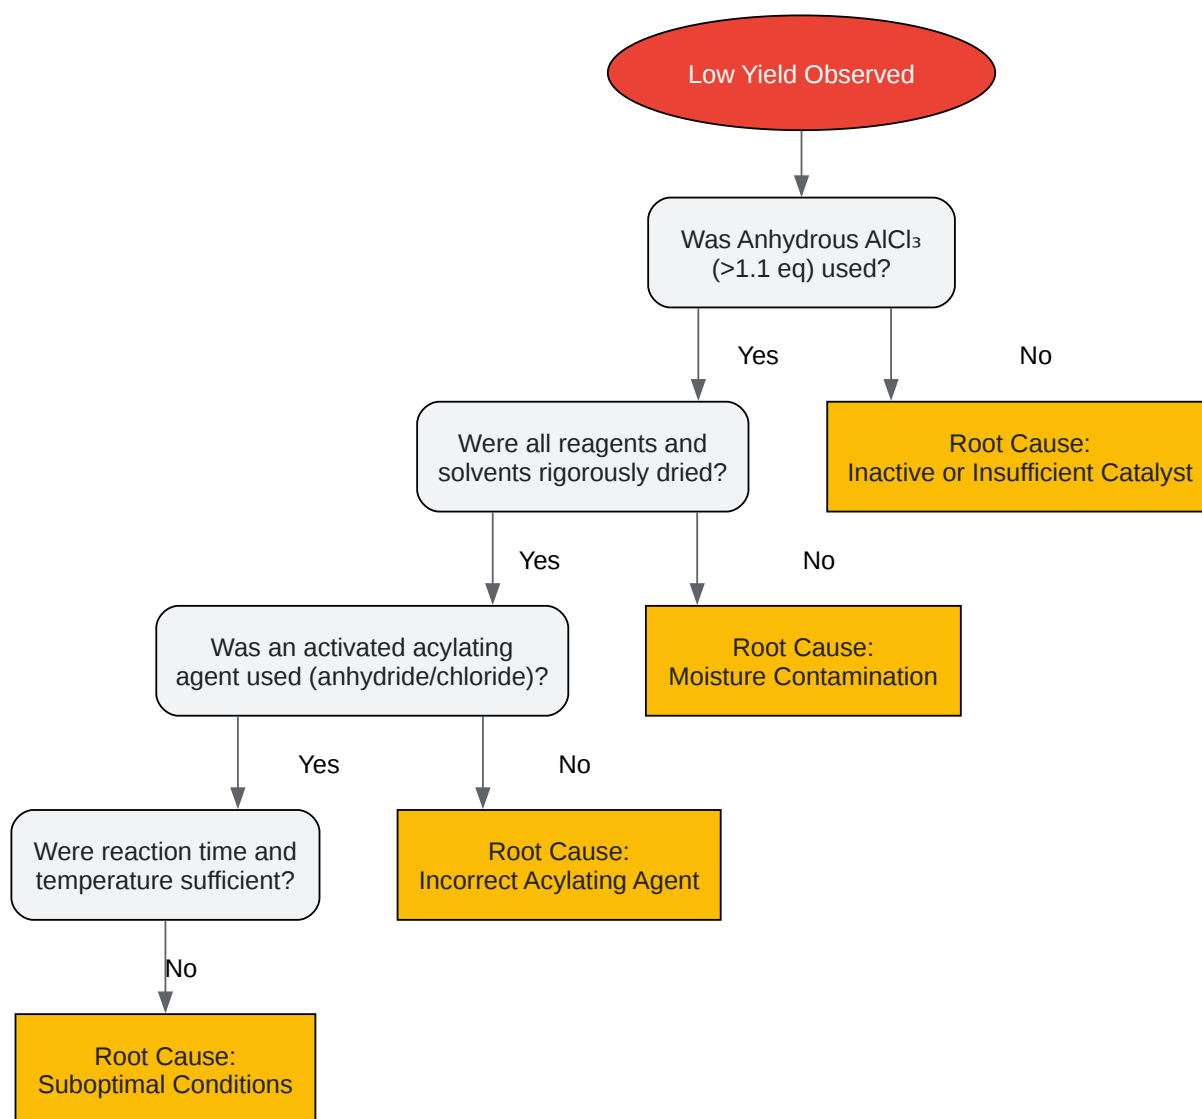 Low Yield Observed
Was Anhydrous AlCl₃
(>1.1 eq) used?
Yes
No
Were all reagents and
solvents rigorously dried?
Root Cause:
Inactive or Insufficient Catalyst
Yes
No
Was an activated acylating
agent used (anhydride/chloride)?
Root Cause:
Moisture Contamination
Yes
No
Were reaction time and
temperature sufficient?
Root Cause:
Incorrect Acylating Agent
No
Root Cause:
Suboptimal Conditions